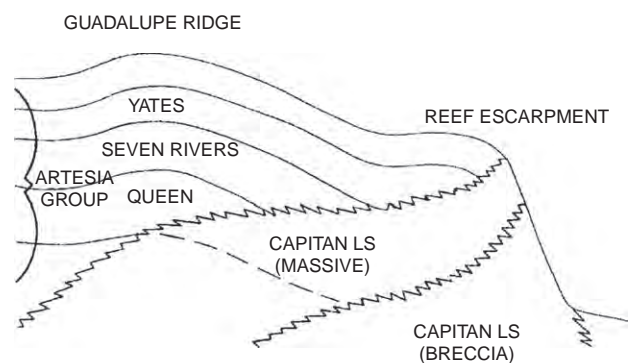 GUADALUPE RIDGE
YATES
REEF ESCARPMENT
SEVEN RIVERS
ARTESIA
GROUP
QUEEN
CAPITAN LS
(MASSIVE)
CAPITAN LS
(BRECCIA)